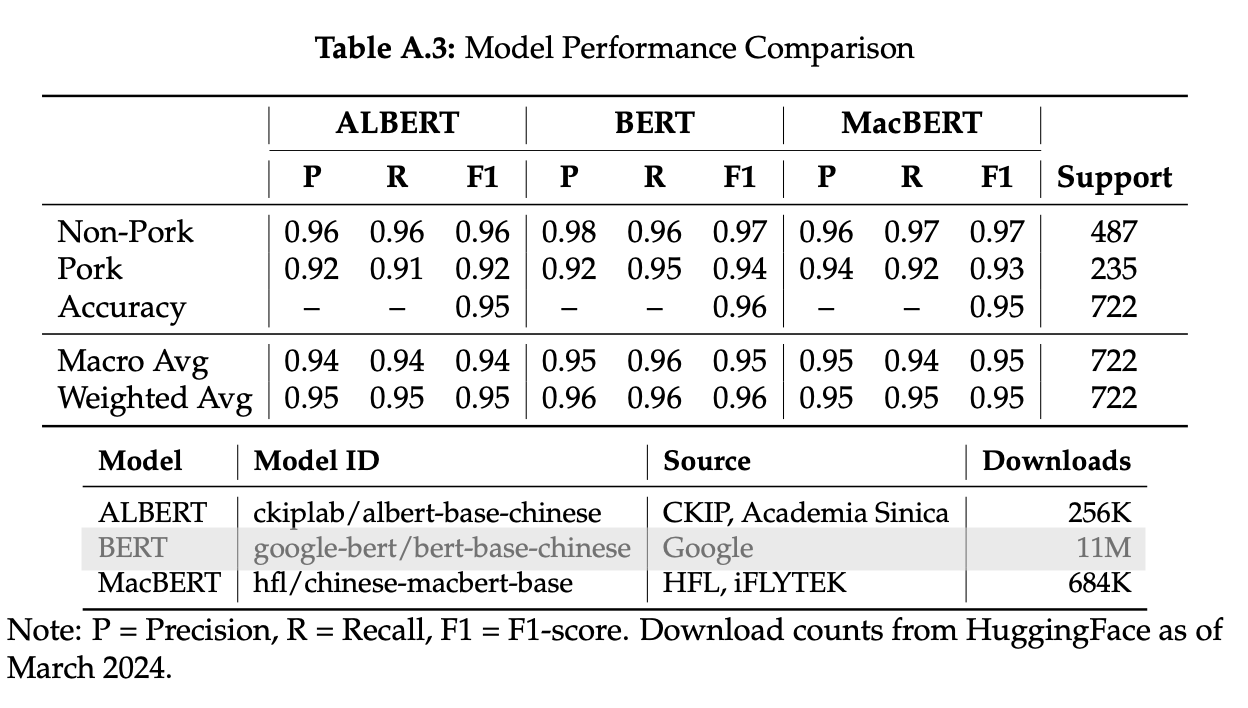 Table A.3: Model Performance Comparison
ALBERT BERT MacBERT
P R F1 P R F1 P R F1 Support
Non-Pork 0.96 0.96 0.96 0.98 0.96 0.97 0.96 0.97 0.97 487
Pork 0.92 0.91 0.92 0.92 0.95 0.94 0.94 0.92 0.93 235
Accuracy – – 0.95 – – 0.96 – – 0.95 722
Macro Avg 0.94 0.94 0.94 0.95 0.96 0.95 0.95 0.94 0.95 722
Weighted Avg 0.95 0.95 0.95 0.96 0.96 0.96 0.95 0.95 0.95 722
Model Model ID Source Downloads
ALBERT ckiplab/albert-base-chinese CKIP, Academia Sinica 256K
BERT google-bert/bert-base-chinese Google 11M
MacBERT hfl/chinese-macbert-base HFL, iFLYTEK 684K
Note: P = Precision, R = Recall, F1 = F1-score. Download counts from HuggingFace as of
March 2024.